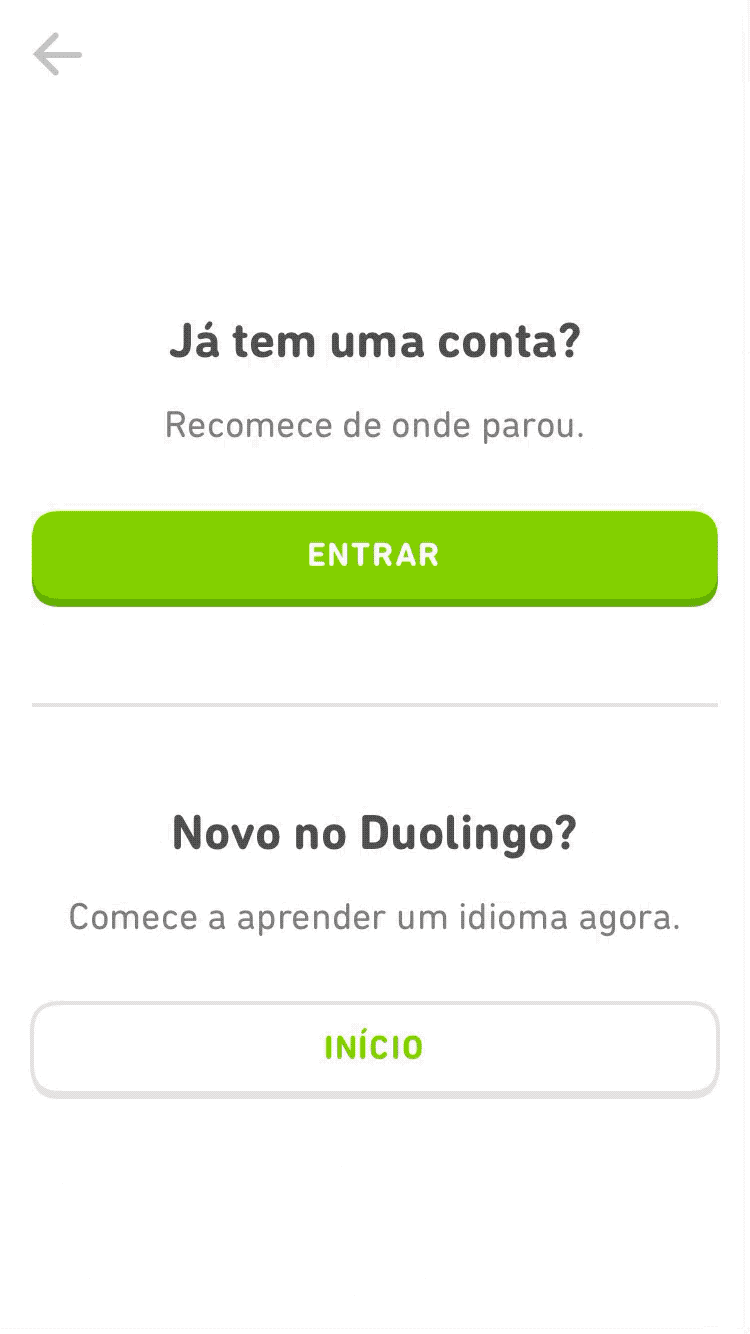 Já tem uma conta?
Recomece de onde parou.
ENTRAR
Novo no Duolingo?
Comece a aprender um idioma agora.
INÍCIO